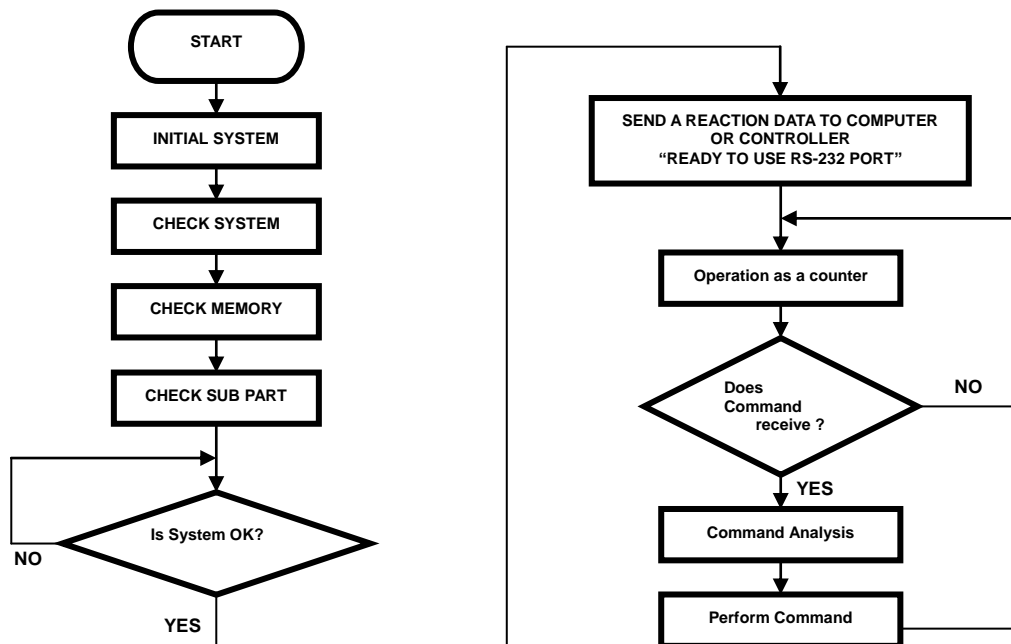 START
INITIAL SYSTEM
CHECK SYSTEM
CHECK MEMORY
CHECK SUB PART
Is System OK?
NO
YES
SEND A REACTION DATA TO COMPUTER
OR CONTROLLER
“READY TO USE RS-232 PORT”
Operation as a counter
Does
Command
receive ?
NO
YES
Command Analysis
Perform Command